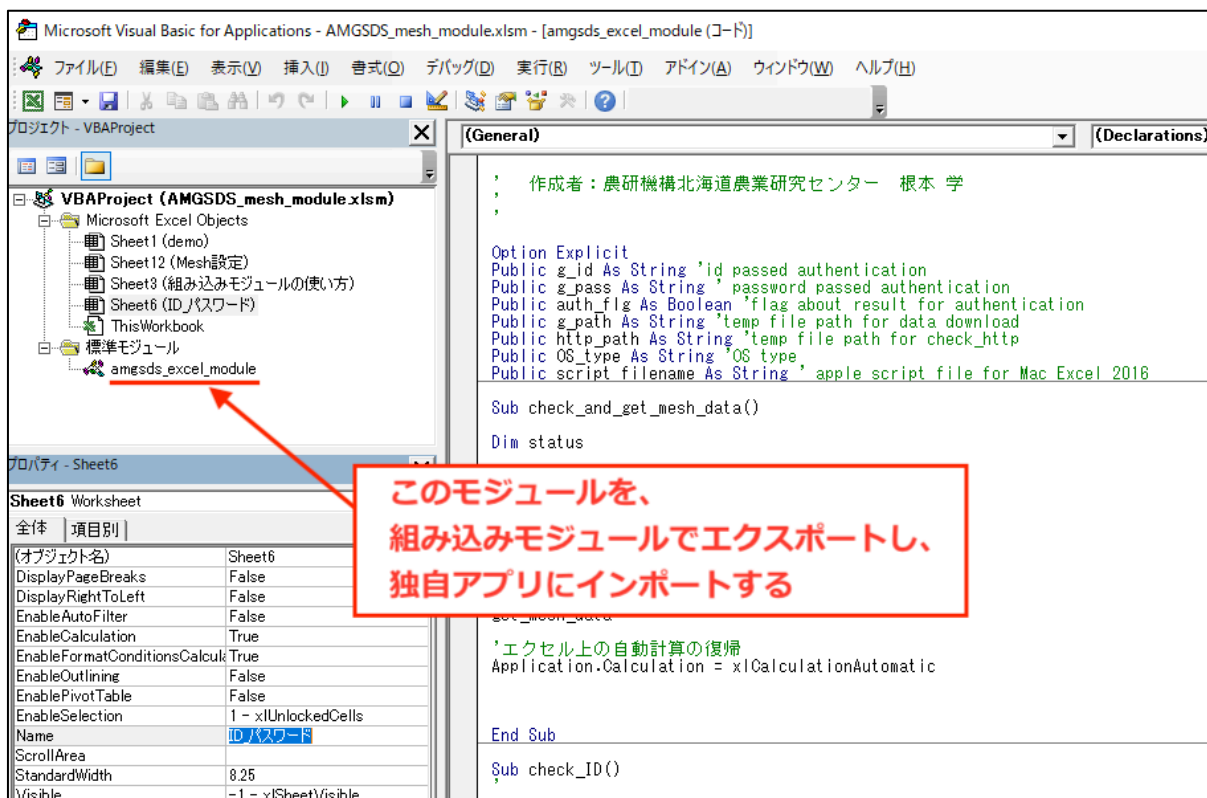 Microsoft Visual Basic for Applications - AMGSDS_mesh_module.xlsm - [amgsds_excel_module (コード)]
ファイル(F) 編集(E) 表示(V) 挿入(I) 書式(O) デバッグ(D) 実行(R) ツール(T) アドイン(A) ウィンドウ(W) ヘルプ(H)
プロジェクト - VBAProject
(General)
(Declarations)
VBAProject (AMGSDS_mesh_module.xlsm)
Microsoft Excel Objects
Sheet1 (demo)
Sheet12 (Mesh設定)
Sheet3 (組み込みモジュールの使い方)
Sheet6 (ID_パスワード)
ThisWorkbook
標準モジュール
amgsds_excel_module
' 作成者：農研機構北海道農業研究センター 根本 学
'
'
Option Explicit
Public g_id As String 'id passed authentication
Public g_pass As String ' password passed authentication
Public auth_flg As Boolean 'flag about result for authentication
Public g_path As String 'temp file path for data download
Public http_path As String 'temp file path for check_http
Public OS_type As String 'OS type
Public script_filename As String ' apple script file for Mac Excel 2016
Sub check_and_get_mesh_data()
Dim status
このモジュールを、
組み込みモジュールでエクスポートし、
独自アプリにインポートする
get_mesh_data
'エクセル上の自動計算の復帰
Application.Calculation = xlCalculationAutomatic
End Sub
Sub check_ID()
'
プロパティ - Sheet6
Sheet6 Worksheet
全体 項目別
(オブジェクト名) Sheet6
DisplayPageBreaks False
DisplayRightToLeft False
EnableAutoFilter False
EnableCalculation True
EnableFormatConditionsCalcula True
EnableOutlining False
EnablePivotTable False
EnableSelection 1 - xlUnlockedCells
Name ID_パスワード
ScrollArea
StandardWidth 8.25
Visible -1 - xlSheetVisible